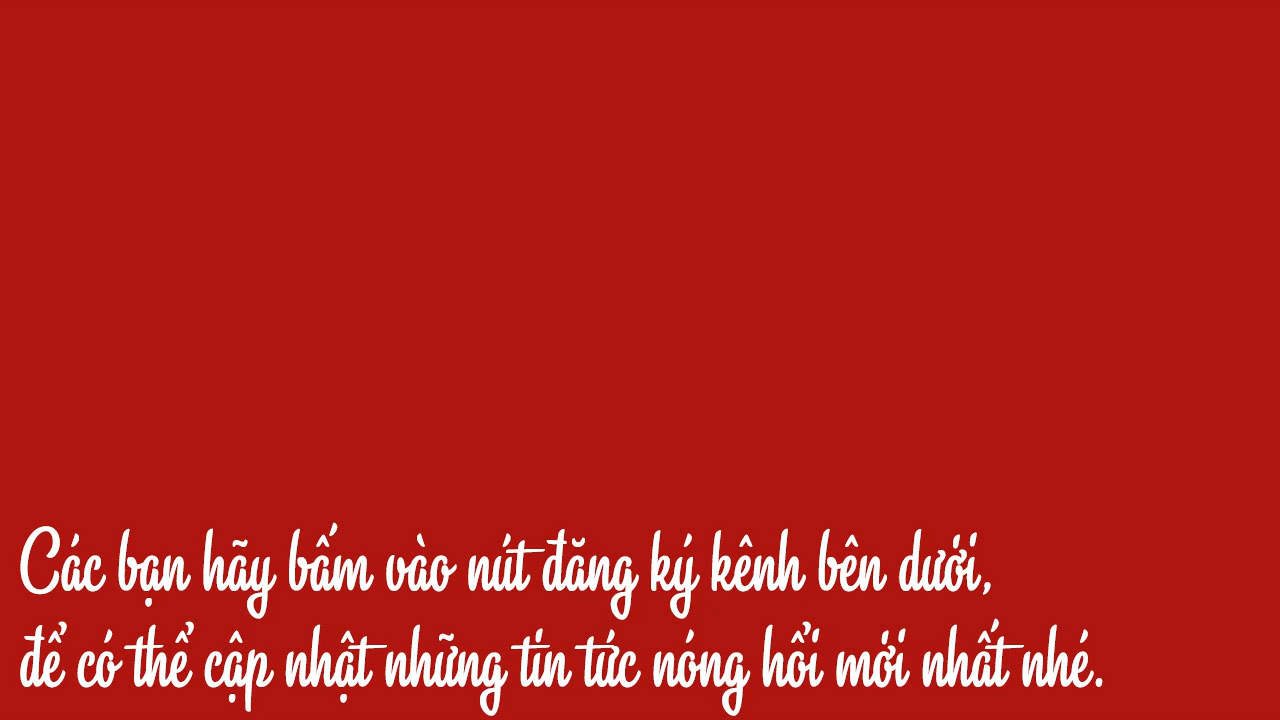 Các bạn hãy bấm vào nút đăng ký kênh bên dưới,
để có thể cập nhật những tin tức nóng hổi mới nhất nhé.